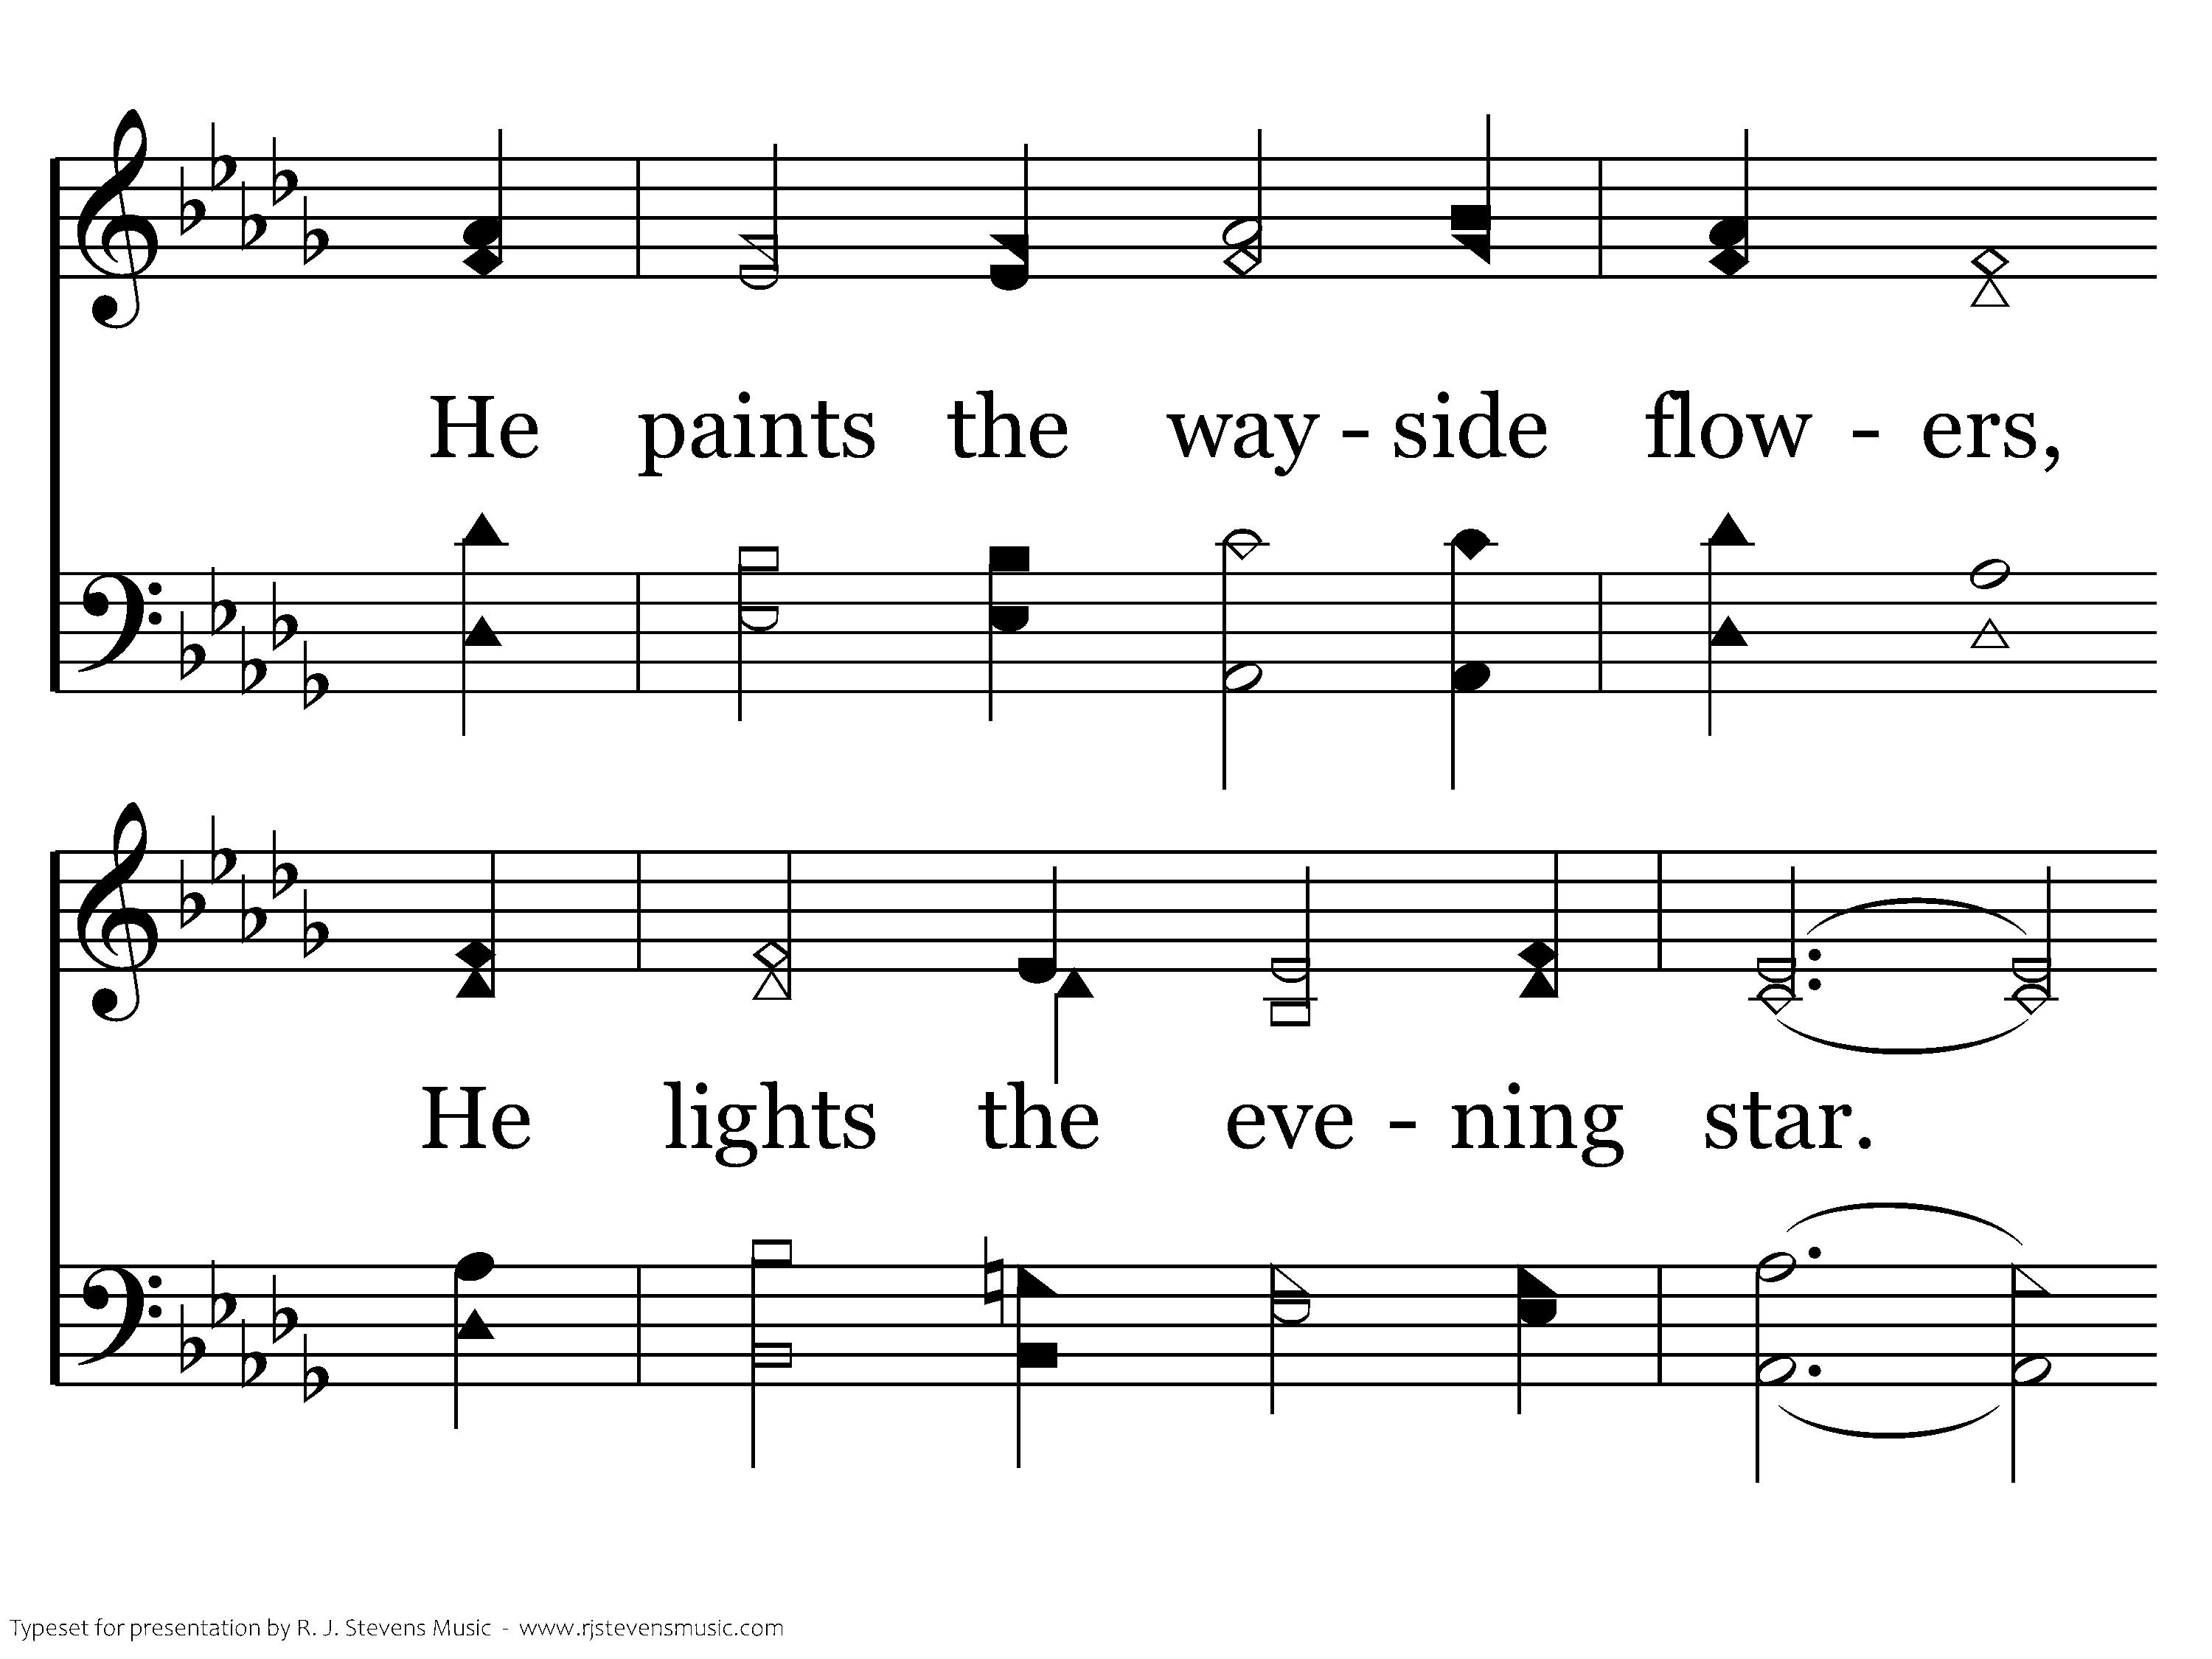 He paints the way - side flow - ers,
He lights the eve - ning star.
Typeset for presentation by R. J. Stevens Music - www.rjstevensmusic.com